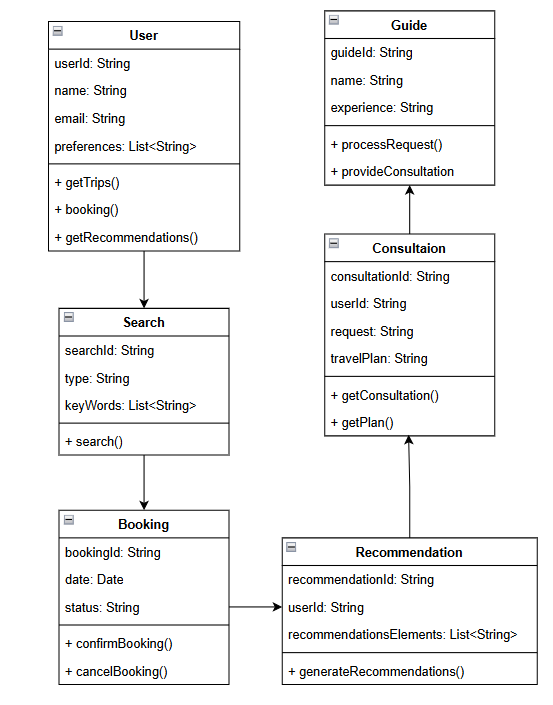 User
userId: String
name: String
email: String
preferences: List<String>
+ getTrips()
+ booking()
+ getRecommendations()
Search
searchId: String
type: String
keyWords: List<String>
+ search()
Booking
bookingId: String
date: Date
status: String
+ confirmBooking()
+ cancelBooking()
Recommendation
recommendationId: String
userId: String
recommendationsElements: List<String>
+ generateRecommendations()
Consultaion
consultationId: String
userId: String
request: String
travelPlan: String
+ getConsultation()
+ getPlan()
Guide
guideId: String
name: String
experience: String
+ processRequest()
+ provideConsultation